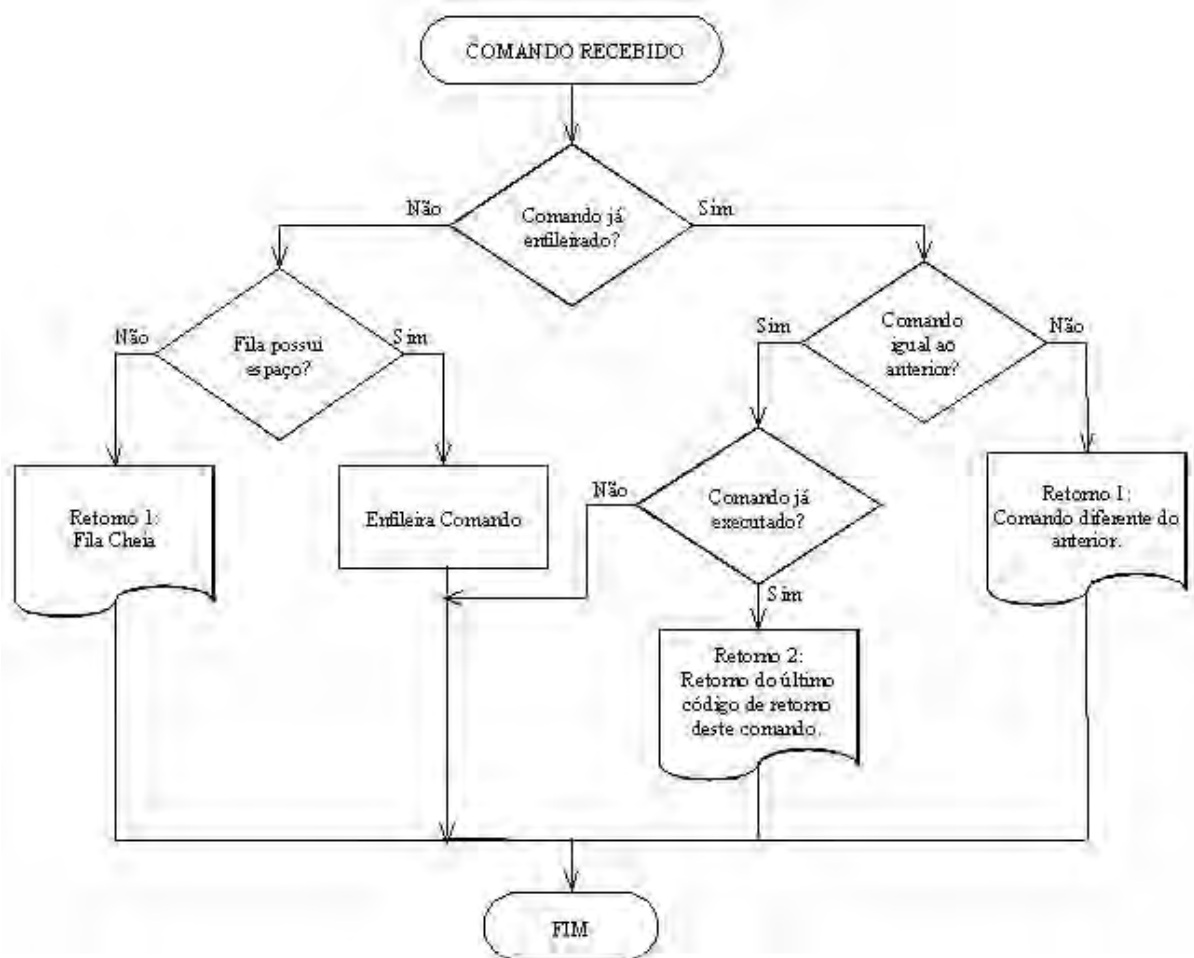 COMANDO RECEBIDO
Não
Comando já
enfileirado?
Sim
Não
Fila possui
espaço?
Sim
Sim
Comando
igual ao
anterior?
Não
Retorno 1:
Fila Cheia
Enfileira Comando
Não
Comando já
executado?
Sim
Retorno 1:
Comando diferente do
anterior.
Retorno 2:
Retorno do último
código de retorno
deste comando.
FIM